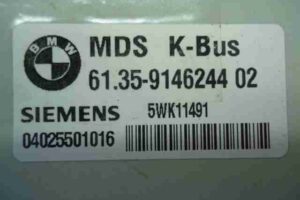 BMW
MDS K-Bus
61.35-9146244 02
SIEMENS 5WK11491
04025501016